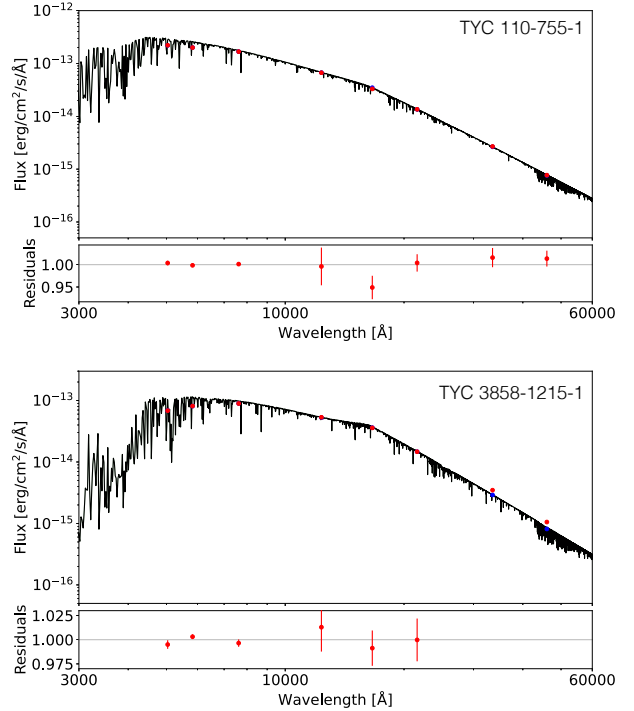 TYC 110-755-1
Flux [erg/cm²/s/Å]
10⁻¹²
10⁻¹³
10⁻¹⁴
10⁻¹⁵
10⁻¹⁶
Residuals
1.00
0.95
3000
10000
60000
Wavelength [Å]
TYC 3858-1215-1
Flux [erg/cm²/s/Å]
10⁻¹³
10⁻¹⁴
10⁻¹⁵
10⁻¹⁶
Residuals
1.025
1.000
0.975
3000
10000
60000
Wavelength [Å]